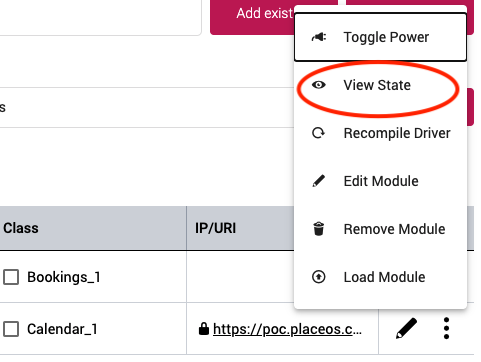 Add exist
Toggle Power
View State
s
Recompile Driver
Edit Module
Class
IP/URI
Remove Module
Bookings_1
Load Module
Calendar_1
https://poc.placeos.c...